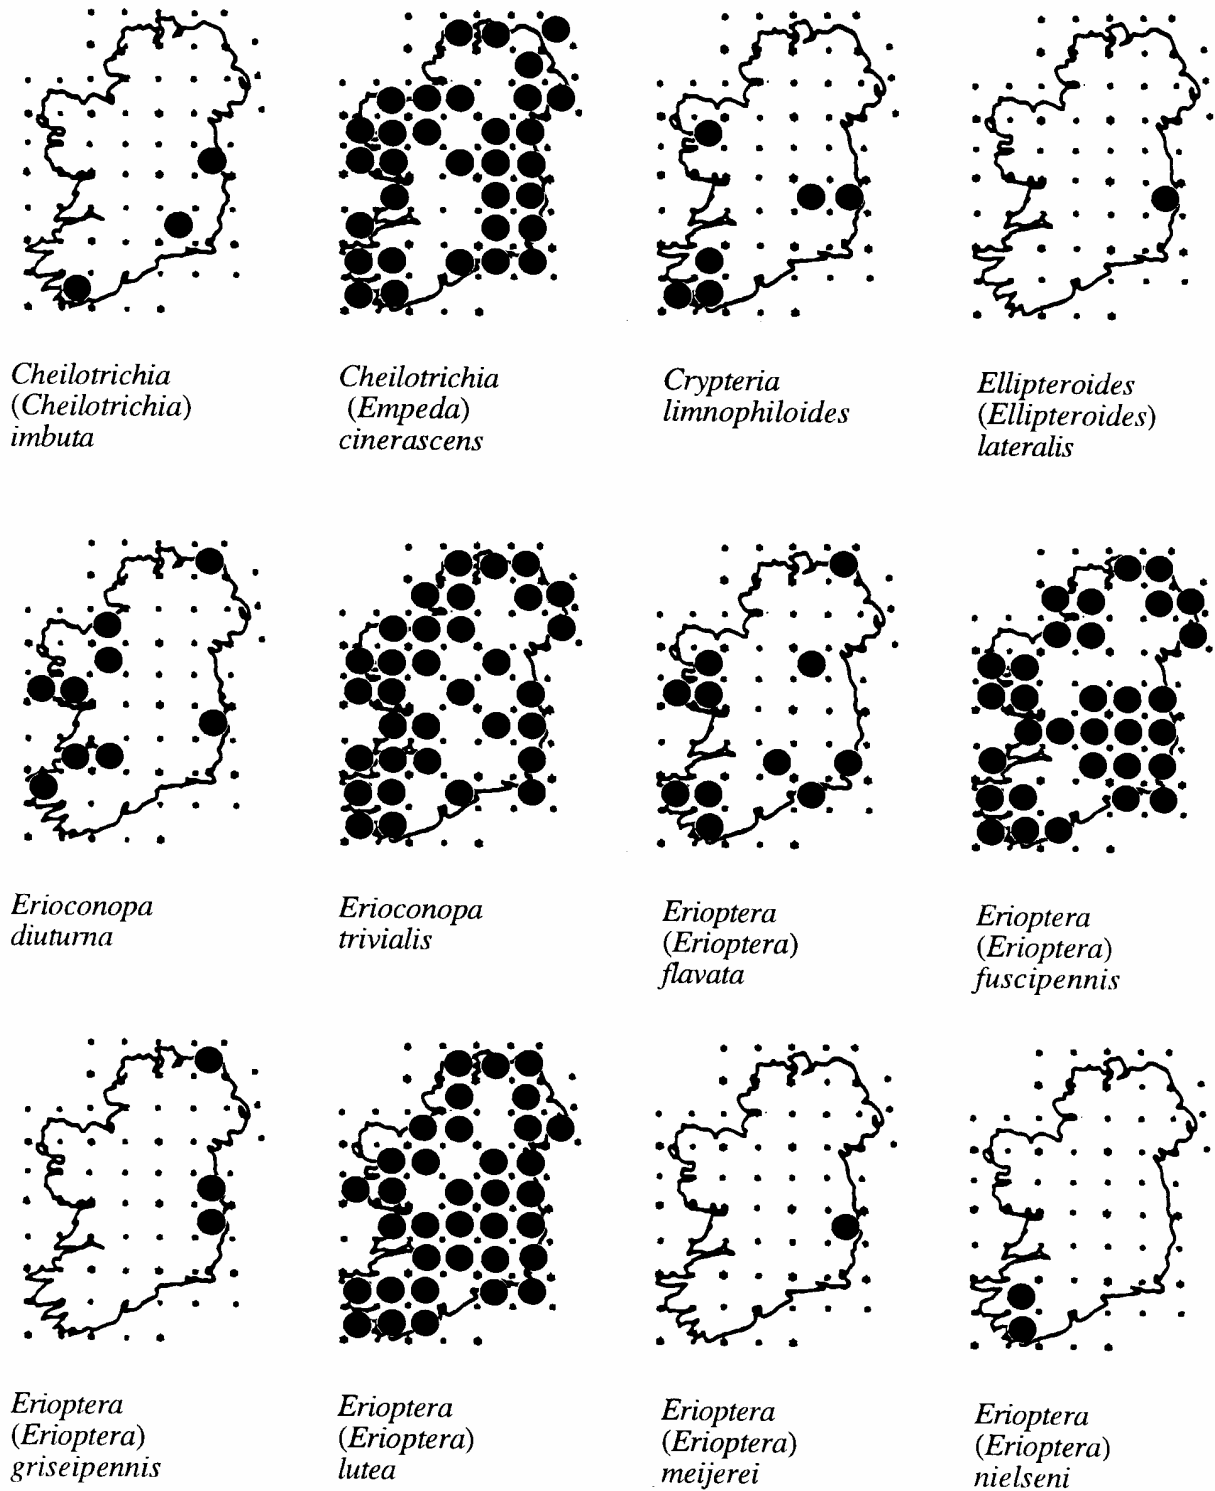 Cheilotrichia
(Cheilotrichia)
imbuta
Cheilotrichia
(Empeda)
cinerascens
Crypteria
limnophiloides
Ellipteroides
(Ellipteroides)
lateralis
Erioconopa
diuturna
Erioconopa
trivialis
Erioptera
(Erioptera)
flavata
Erioptera
(Erioptera)
fuscipennis
Erioptera
(Erioptera)
griseipennis
Erioptera
(Erioptera)
lutea
Erioptera
(Erioptera)
meijerei
Erioptera
(Erioptera)
nielseni